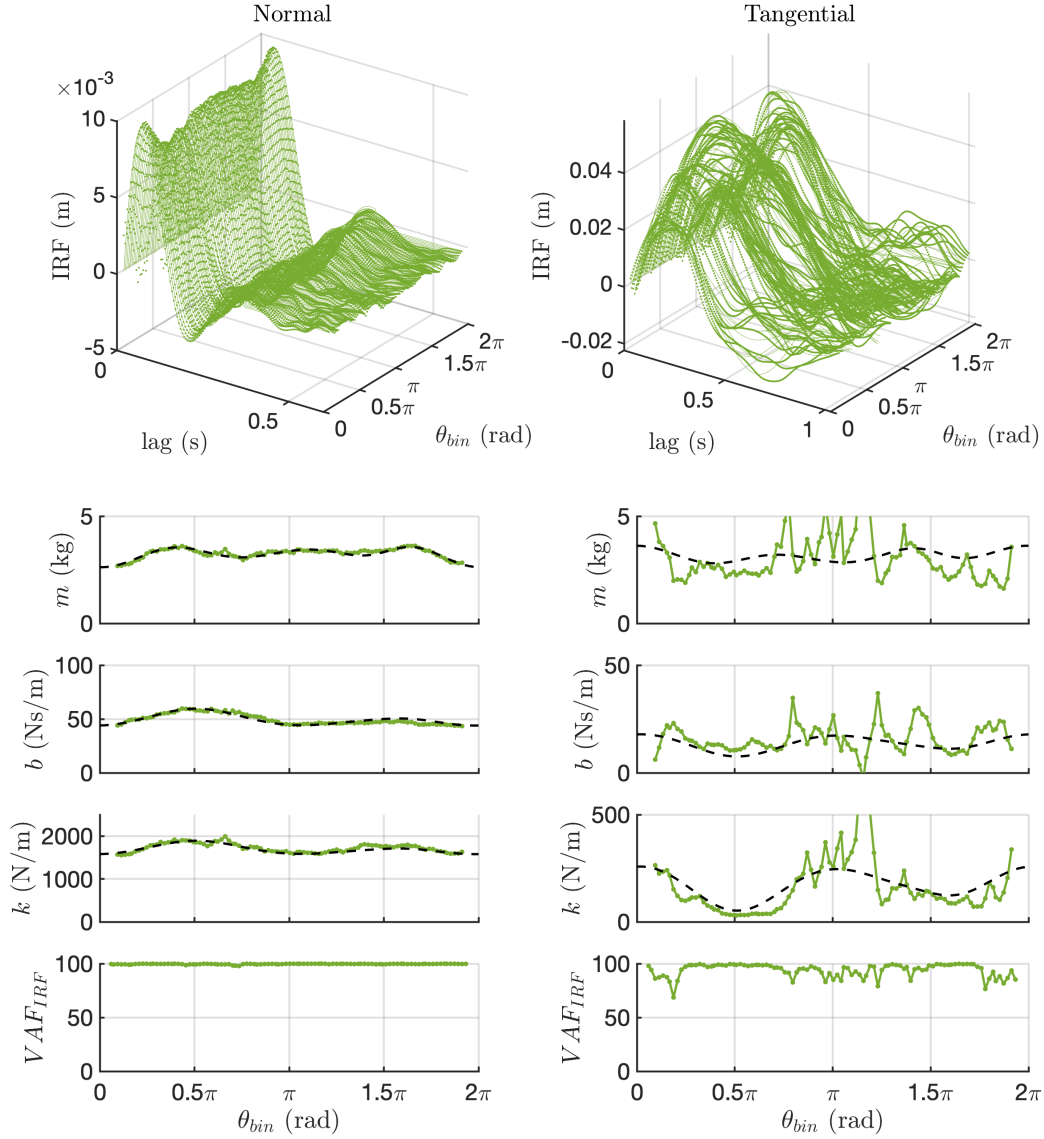 Normal
×10⁻³
10
5
0
-5
IRF (m)
0
0.5
lag (s)
0
0.5π
π
1.5π
2π
θ_bin (rad)
Tangential
0.04
0.02
0
-0.02
IRF (m)
0
0.5
1
lag (s)
0
0.5π
π
1.5π
2π
θ_bin (rad)
5
0
m (kg)
100
50
0
b (Ns/m)
2000
1000
0
k (N/m)
100
50
0
VAF_IRF
0
0.5π
π
1.5π
2π
θ_bin (rad)
5
0
m (kg)
50
0
b (Ns/m)
500
0
k (N/m)
100
50
0
VAF_IRF
0
0.5π
π
1.5π
2π
θ_bin (rad)